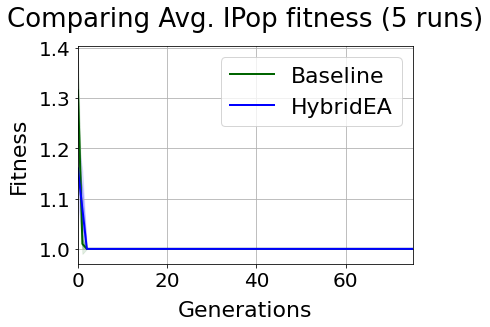 Comparing Avg. IPop fitness (5 runs)
1.4
1.3
1.2
1.1
1.0
Fitness
Baseline
HybridEA
0 20 40 60
Generations